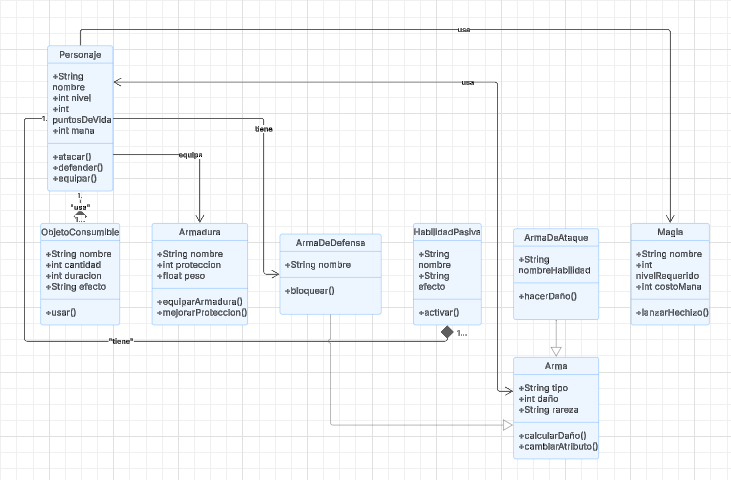 usa
Personaje
+String
nombre
+int nivel
+int
puntosDeVida
+int mana
+atacar()
+defender()
+equipar()
usa
1.
tiene
equipa
1.
"usa"
1...
ObjetoConsumible
+String nombre
+int cantidad
+int duracion
+String efecto
+usar()
Armadura
+String nombre
+int proteccion
+float peso
+equiparArmadura()
+mejorarProteccion()
ArmaDeDefensa
+String nombre
+bloquear()
HabilidadPasiva
+String
nombre
+String
efecto
+activar()
ArmaDeAtaque
+String
nombreHabilidad
+hacerDaño()
Magia
+String nombre
+int
nivelRequerido
+int costoMana
+lanzarHechizo()
"tiene"
1...
Arma
+String tipo
+int daño
+String rareza
+calcularDaño()
+cambiarAtributo()